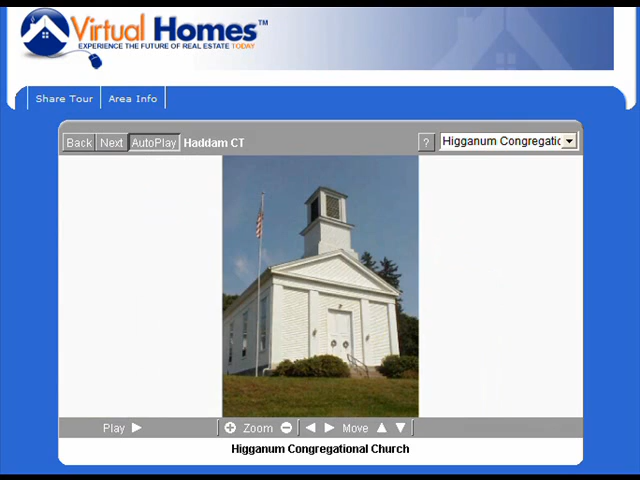 Virtual Homes™
EXPERIENCE THE FUTURE OF REAL ESTATE TODAY
Share Tour Area Info
Back Next AutoPlay Haddam CT ? Higganum Congregatic
Play Zoom Move
Higganum Congregational Church